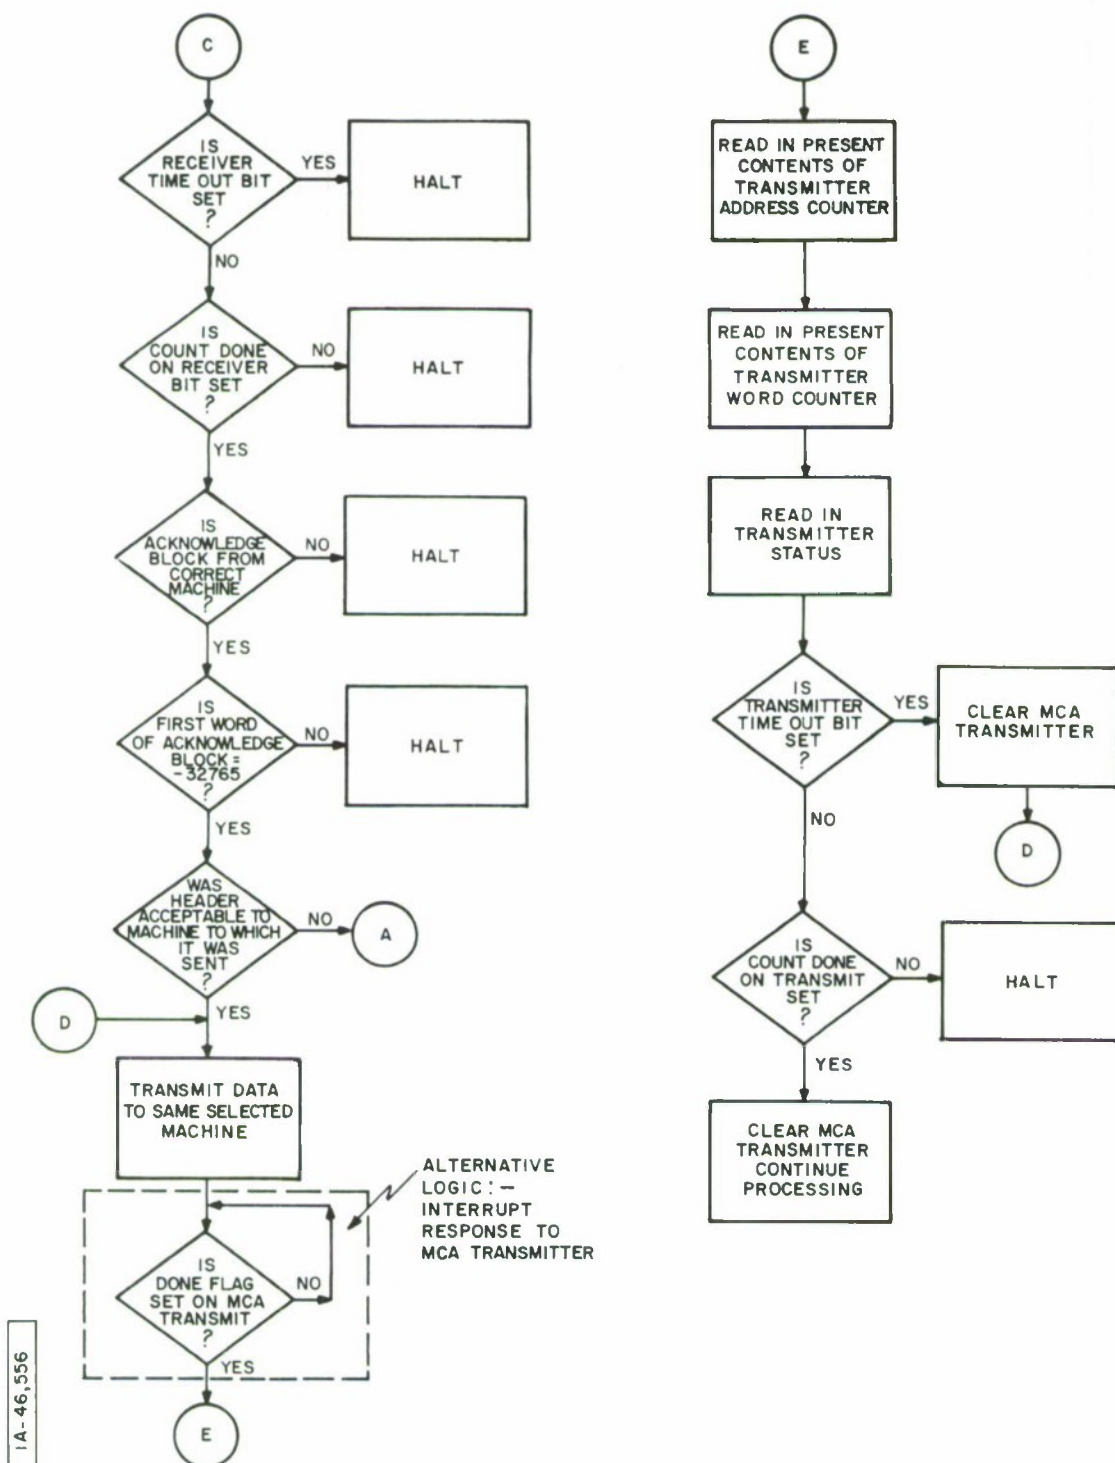 C
IS
RECEIVER
TIME OUT BIT
SET
?
YES
HALT
NO
IS
COUNT DONE
ON RECEIVER
BIT SET
?
NO
HALT
YES
IS
ACKNOWLEDGE
BLOCK FROM
CORRECT
MACHINE
?
NO
HALT
YES
IS
FIRST WORD
OF ACKNOWLEDGE
BLOCK =
-32765
?
NO
HALT
YES
WAS
HEADER
ACCEPTABLE TO
MACHINE TO WHICH
IT WAS
SENT
?
NO
A
YES
D
TRANSMIT DATA
TO SAME SELECTED
MACHINE
ALTERNATIVE
LOGIC:-
INTERRUPT
RESPONSE TO
MCA TRANSMITTER
IS
DONE FLAG
SET ON MCA
TRANSMIT
?
NO
YES
E
IA-46,556
E
READ IN PRESENT
CONTENTS OF
TRANSMITTER
ADDRESS COUNTER
READ IN PRESENT
CONTENTS OF
TRANSMITTER
WORD COUNTER
READ IN
TRANSMITTER
STATUS
IS
TRANSMITTER
TIME OUT BIT
SET
?
YES
CLEAR MCA
TRANSMITTER
D
NO
IS
COUNT DONE
ON TRANSMIT
SET
?
NO
HALT
YES
CLEAR MCA
TRANSMITTER
CONTINUE
PROCESSING